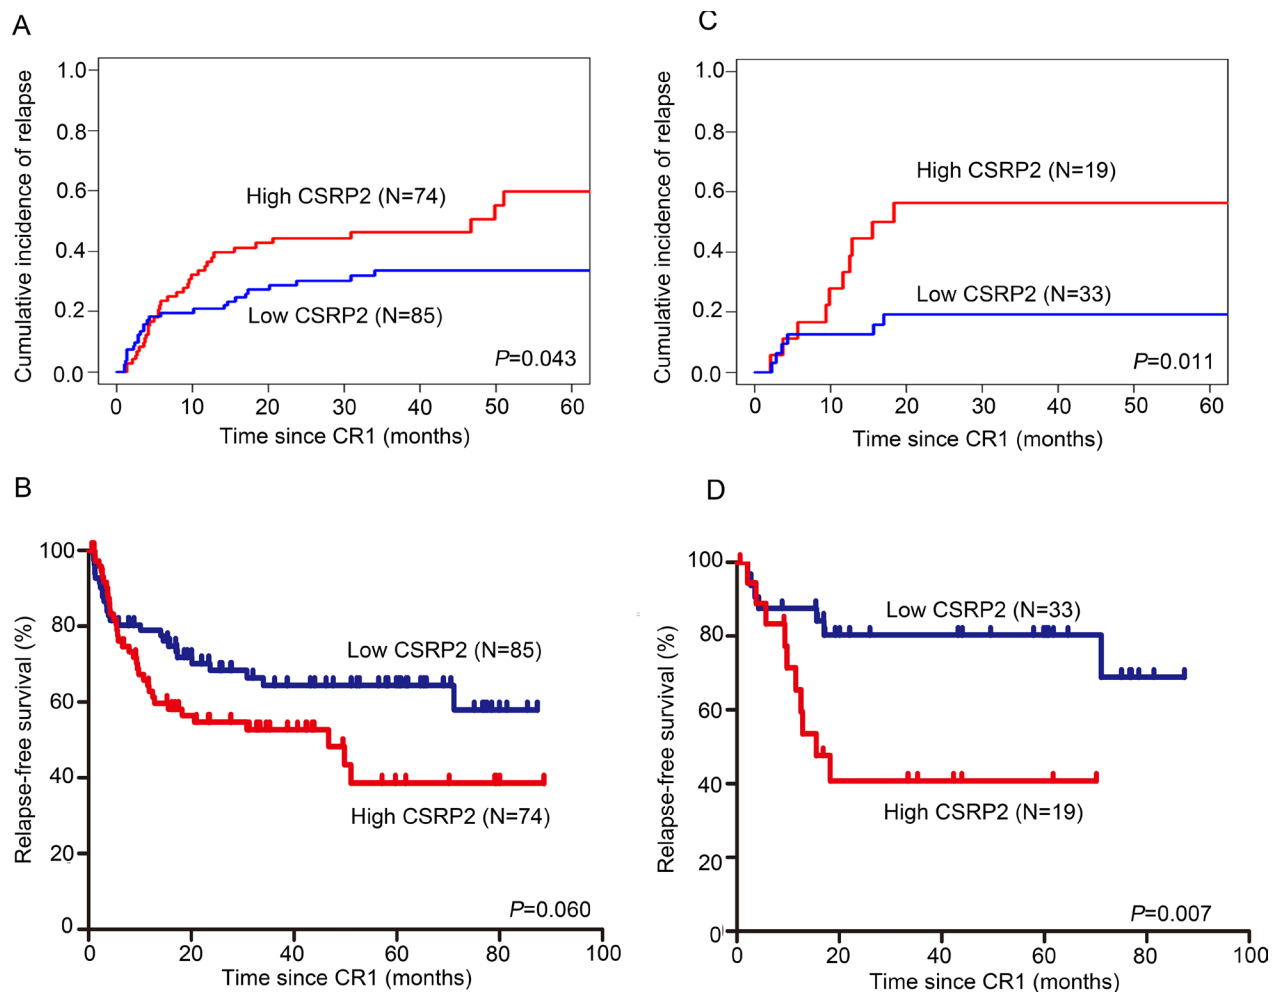 A
Cumulative incidence of relapse
1.0
0.8
0.6
0.4
0.2
0.0
High CSRP2 (N=74)
Low CSRP2 (N=85)
P=0.043
0 10 20 30 40 50 60
Time since CR1 (months)
C
Cumulative incidence of relapse
1.0
0.8
0.6
0.4
0.2
0.0
High CSRP2 (N=19)
Low CSRP2 (N=33)
P=0.011
0 10 20 30 40 50 60
Time since CR1 (months)
B
Relapse-free survival (%)
100
80
60
40
20
0
Low CSRP2 (N=85)
High CSRP2 (N=74)
P=0.060
0 20 40 60 80 100
Time since CR1 (months)
D
Relapse-free survival (%)
100
80
60
40
20
0
Low CSRP2 (N=33)
High CSRP2 (N=19)
P=0.007
0 20 40 60 80 100
Time since CR1 (months)